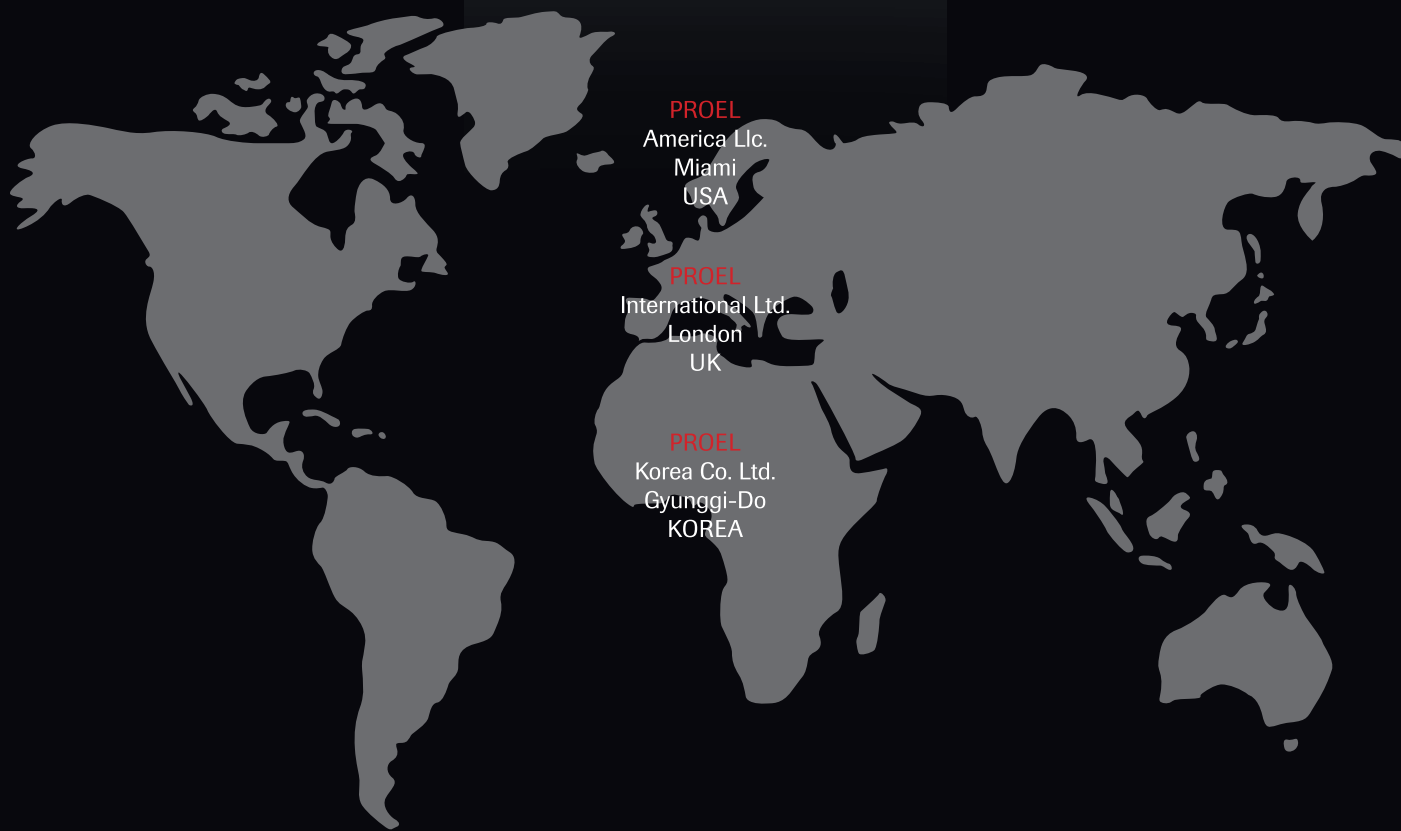 PROEL
America Llc.
Miami
USA
PROEL
International Ltd.
London
UK
PROEL
Korea Co. Ltd.
Gyunggi-Do
KOREA